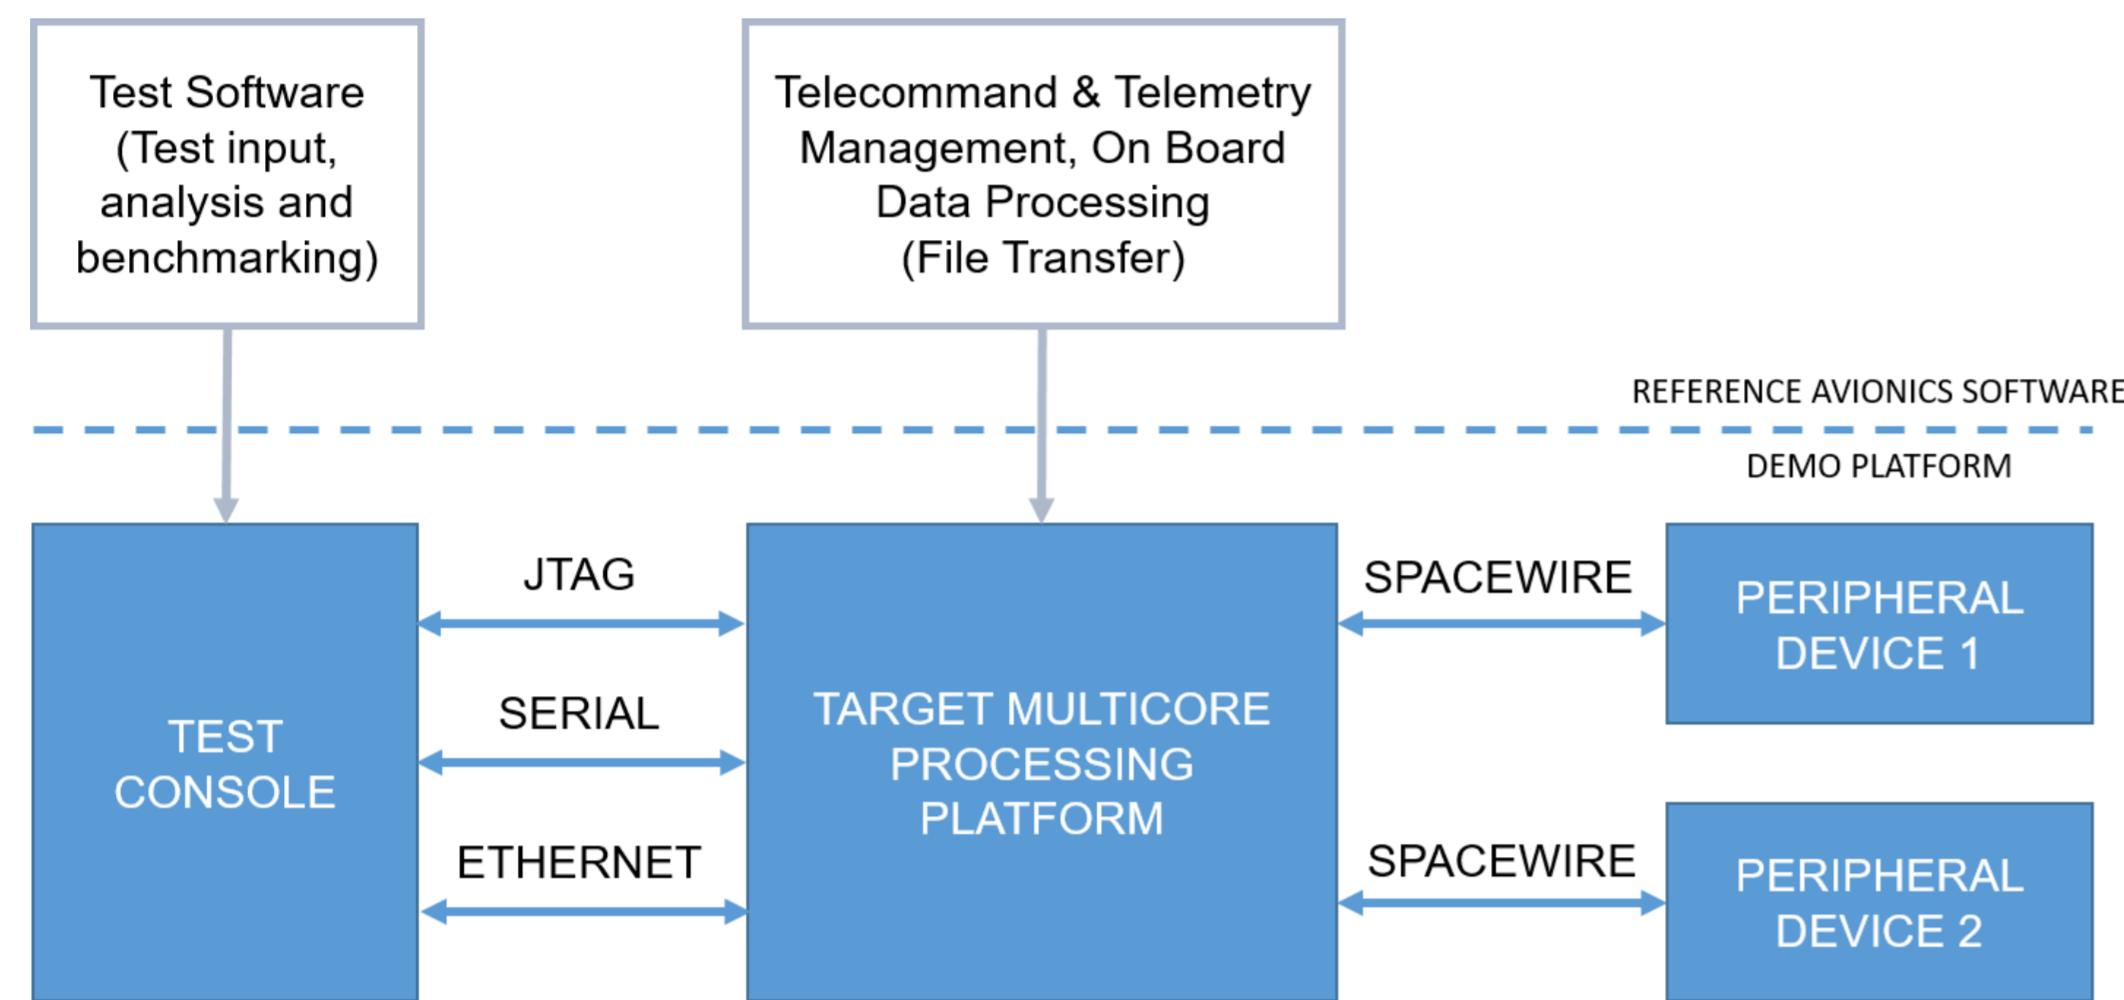 Test Software
(Test input,
analysis and
benchmarking)
Telecommand & Telemetry
Management, On Board
Data Processing
(File Transfer)
REFERENCE AVIONICS SOFTWARE
DEMO PLATFORM
TEST
CONSOLE
JTAG
SERIAL
ETHERNET
TARGET MULTICORE
PROCESSING
PLATFORM
SPACEWIRE
SPACEWIRE
PERIPHERAL
DEVICE 1
PERIPHERAL
DEVICE 2